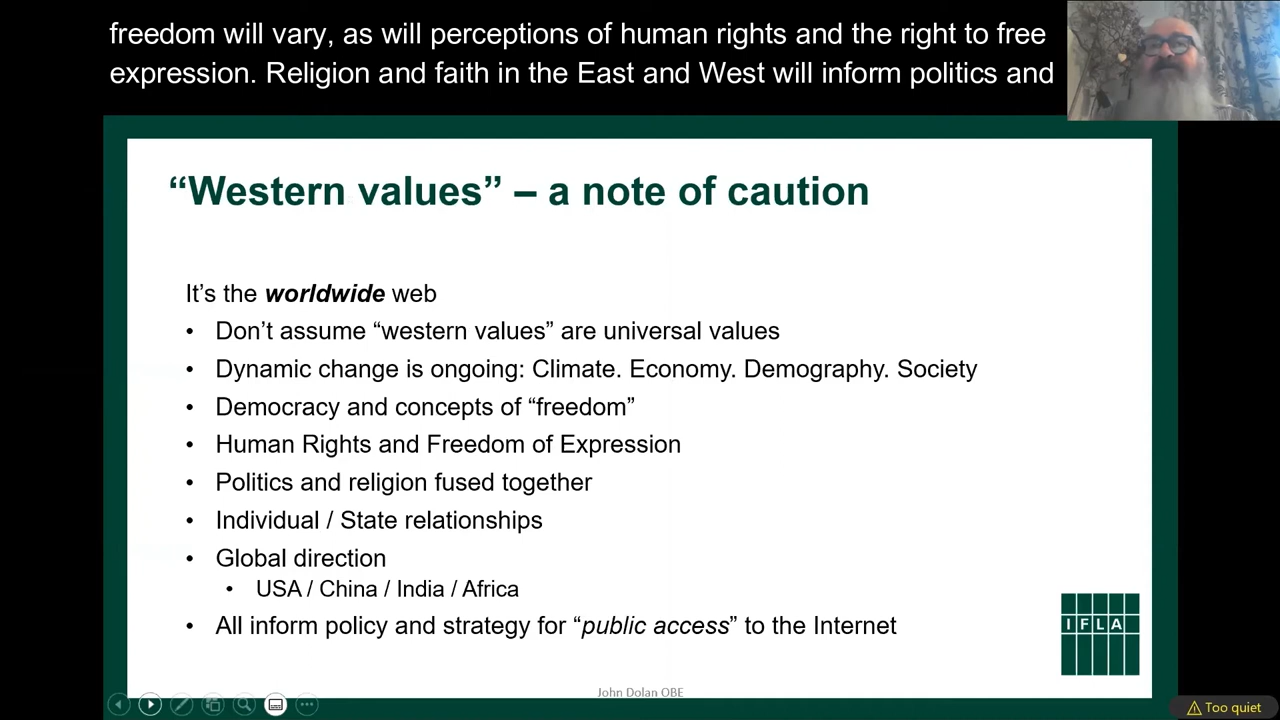 freedom will vary, as will perceptions of human rights and the right to free
expression. Religion and faith in the East and West will inform politics and
“Western values” – a note of caution
It’s the worldwide web
• Don’t assume “western values” are universal values
• Dynamic change is ongoing: Climate. Economy. Demography. Society
• Democracy and concepts of “freedom”
• Human Rights and Freedom of Expression
• Politics and religion fused together
• Individual / State relationships
• Global direction
• USA / China / India / Africa
• All inform policy and strategy for “public access” to the Internet
IFLA
John Dolan OBE
Too quiet